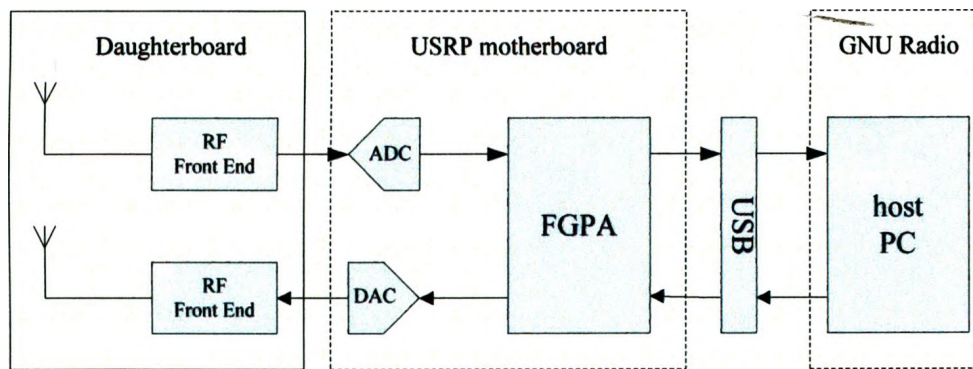 Daughterboard
USRP motherboard
GNU Radio
RF
Front End
ADC
FGPA
USB
host
PC
RF
Front End
DAC